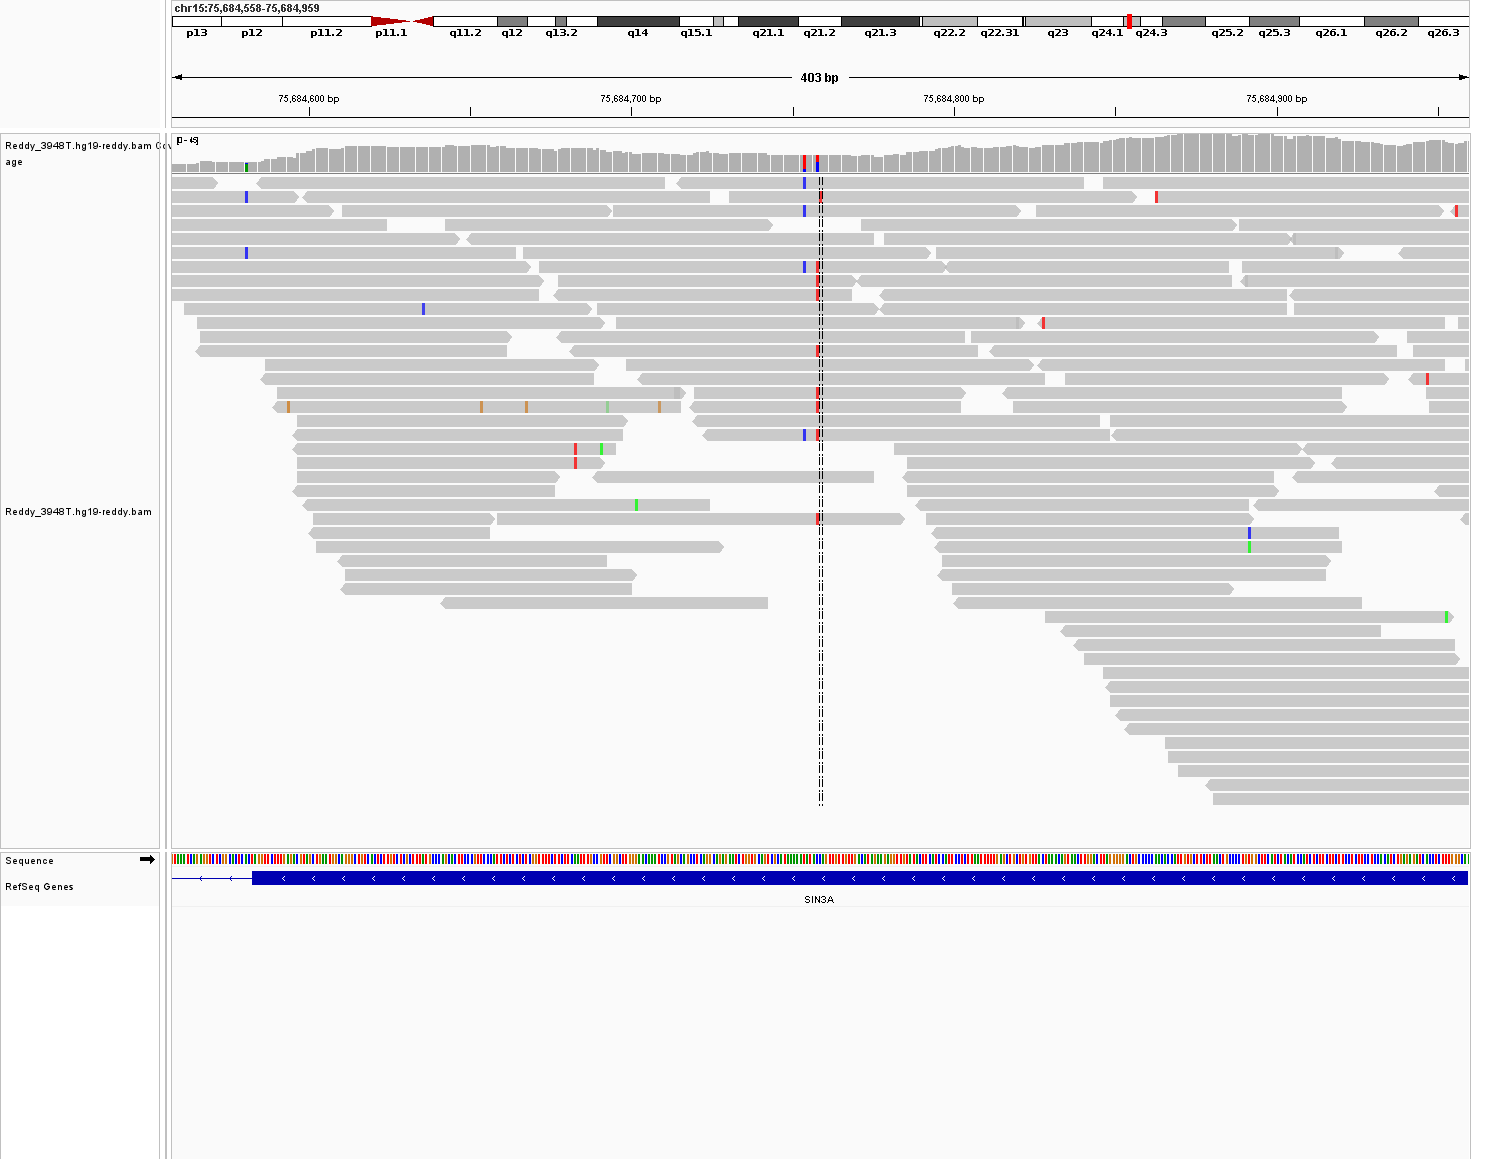 chr15:75,684,558-75,684,959
p13 p12 p11.2 p11.1 q11.2 q12 q13.2 q14 q15.1 q21.1 q21.2 q21.3 q22.2 q22.31 q23 q24.1 q24.3 q25.2 q25.3 q26.1 q26.2 q26.3
403 bp
75,684,600 bp 75,684,700 bp 75,684,800 bp 75,684,900 bp
[0 - 45]
Reddy_3948T.hg19-reddy.bam Cov
age
Reddy_3948T.hg19-reddy.bam
Sequence
RefSeq Genes
SIN3A